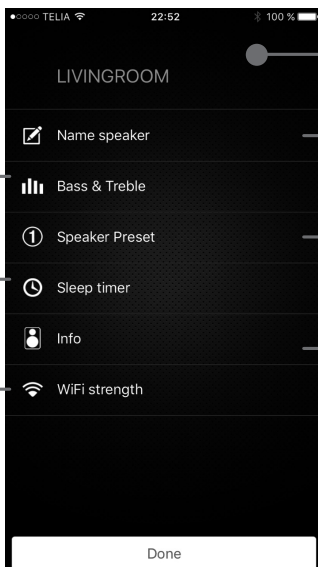 TELIA 22:52 100 %
LIVINGROOM
Name speaker
Bass & Treble
1 Speaker Preset
Sleep timer
Info
WiFi strength
Done